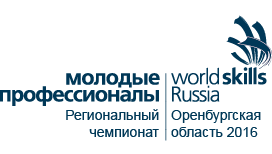 молодые
профессионалы
Региональный
чемпионат
worldskills
Russia
Оренбургская
область 2016